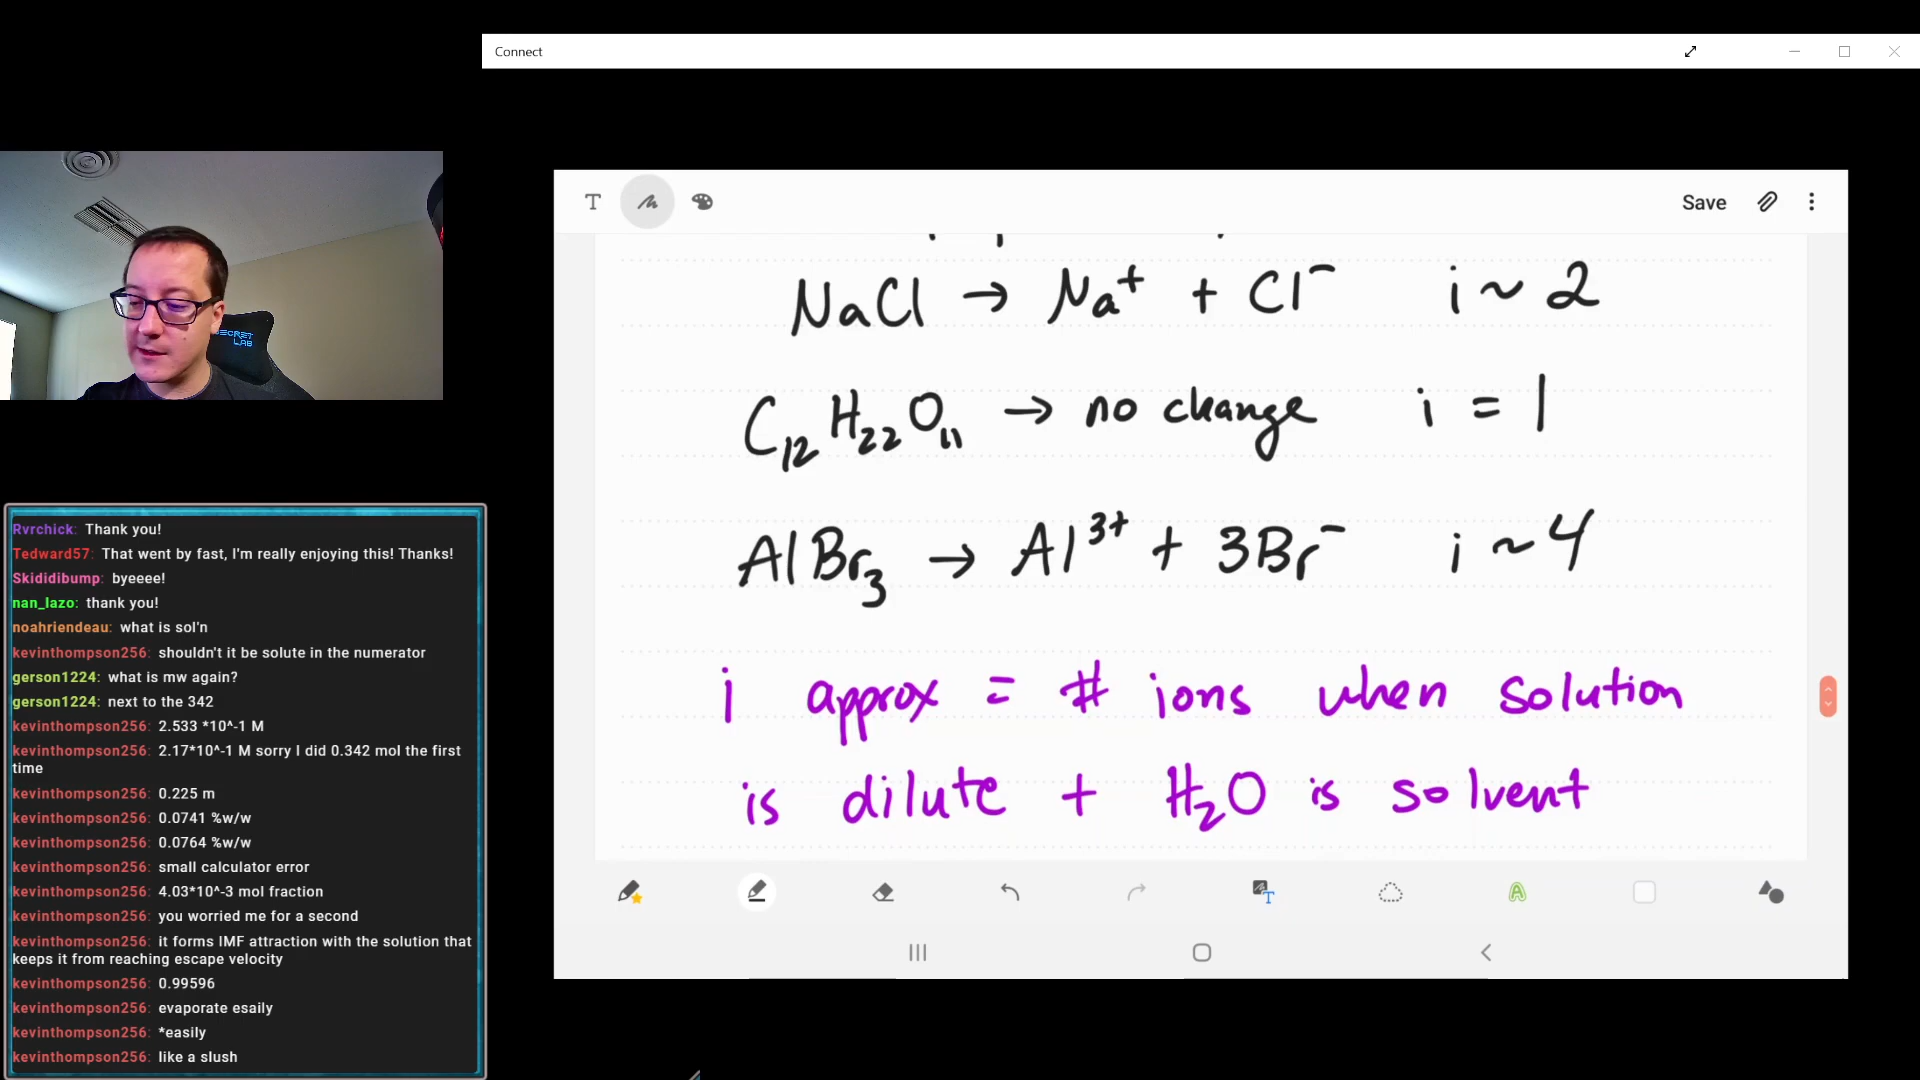 Connect
T
Save
NaCl → Na⁺ + Cl⁻ i ~ 2
C₁₂H₂₂O₁₁ → no change i = 1
AlBr₃ → Al³⁺ + 3Br⁻ i ~ 4
i approx = # ions when solution
is dilute + H₂O is solvent
SECRET
LAB
Rvrchick: Thank you!
Tedward57: That went by fast, I'm really enjoying this! Thanks!
Skididibump: byeeee!
nan_lazo: thank you!
noahriendeau: what is sol'n
kevinthompson256: shouldn't it be solute in the numerator
gerson1224: what is mw again?
gerson1224: next to the 342
kevinthompson256: 2.533 *10^-1 M
kevinthompson256: 2.17*10^-1 M sorry I did 0.342 mol the first
time
kevinthompson256: 0.225 m
kevinthompson256: 0.0741 %w/w
kevinthompson256: 0.0764 %w/w
kevinthompson256: small calculator error
kevinthompson256: 4.03*10^-3 mol fraction
kevinthompson256: you worried me for a second
kevinthompson256: it forms IMF attraction with the solution that
keeps it from reaching escape velocity
kevinthompson256: 0.99596
kevinthompson256: evaporate esaily
kevinthompson256: *easily
kevinthompson256: like a slush